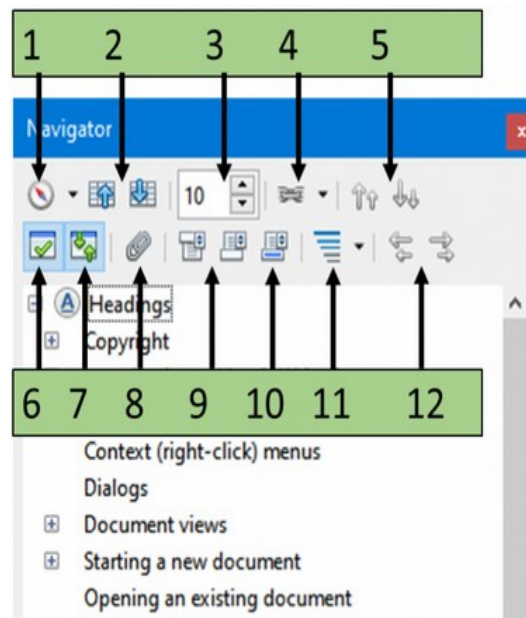 1 2 3 4 5
Navigator
x
10
A Headings
Copyright
6 7 8 9 10 11 12
Context (right-click) menus
Dialogs
Document views
Starting a new document
Opening an existing document